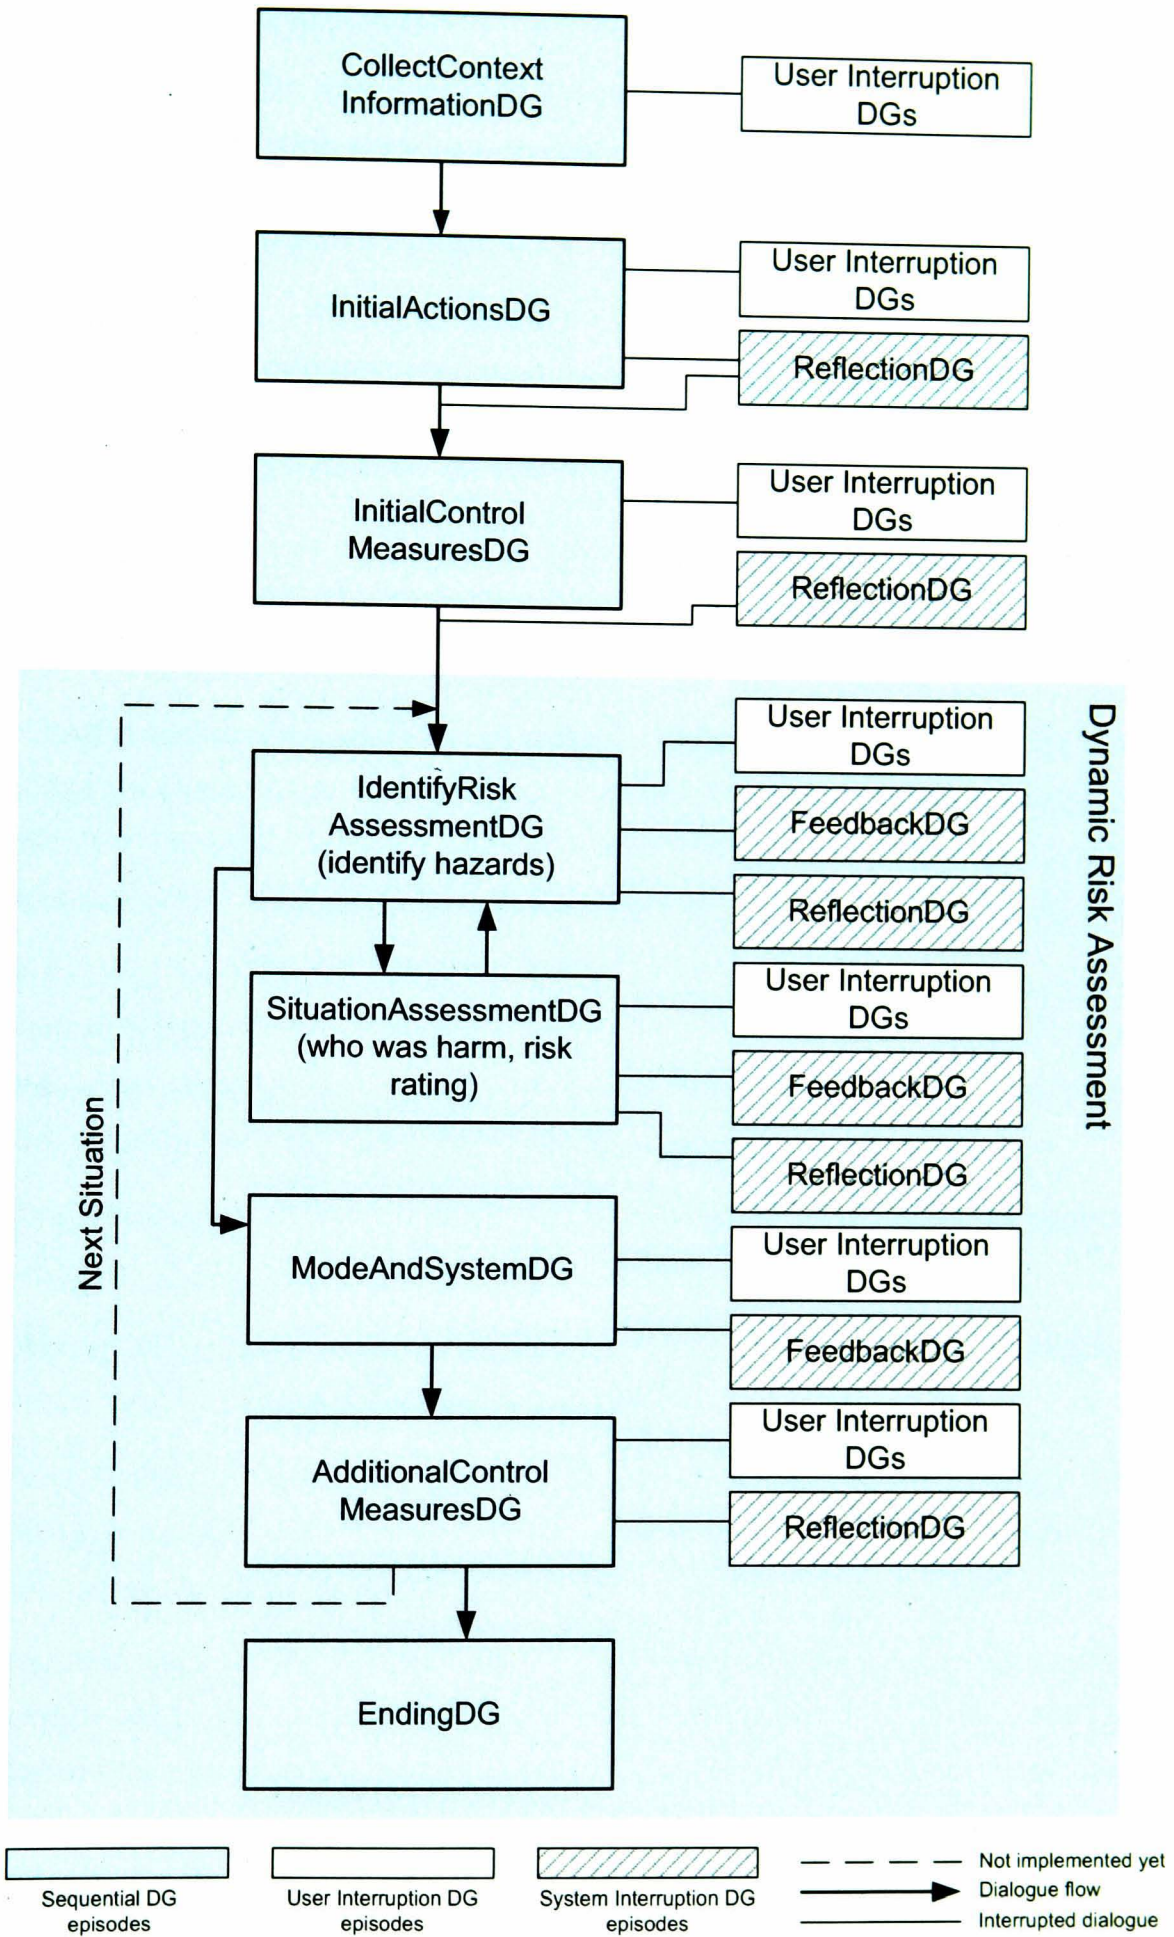 CollectContext
InformationDG
User Interruption
DGs
InitialActionsDG
User Interruption
DGs
ReflectionDG
InitialControl
MeasuresDG
User Interruption
DGs
ReflectionDG
Dynamic Risk Assessment
IdentifyRisk
AssessmentDG
(identify hazards)
User Interruption
DGs
FeedbackDG
ReflectionDG
SituationAssessmentDG
(who was harm, risk
rating)
User Interruption
DGs
FeedbackDG
ReflectionDG
Next Situation
ModeAndSystemDG
User Interruption
DGs
FeedbackDG
AdditionalControl
MeasuresDG
User Interruption
DGs
ReflectionDG
EndingDG
Sequential DG
episodes
User Interruption DG
episodes
System Interruption DG
episodes
Not implemented yet
Dialogue flow
Interrupted dialogue